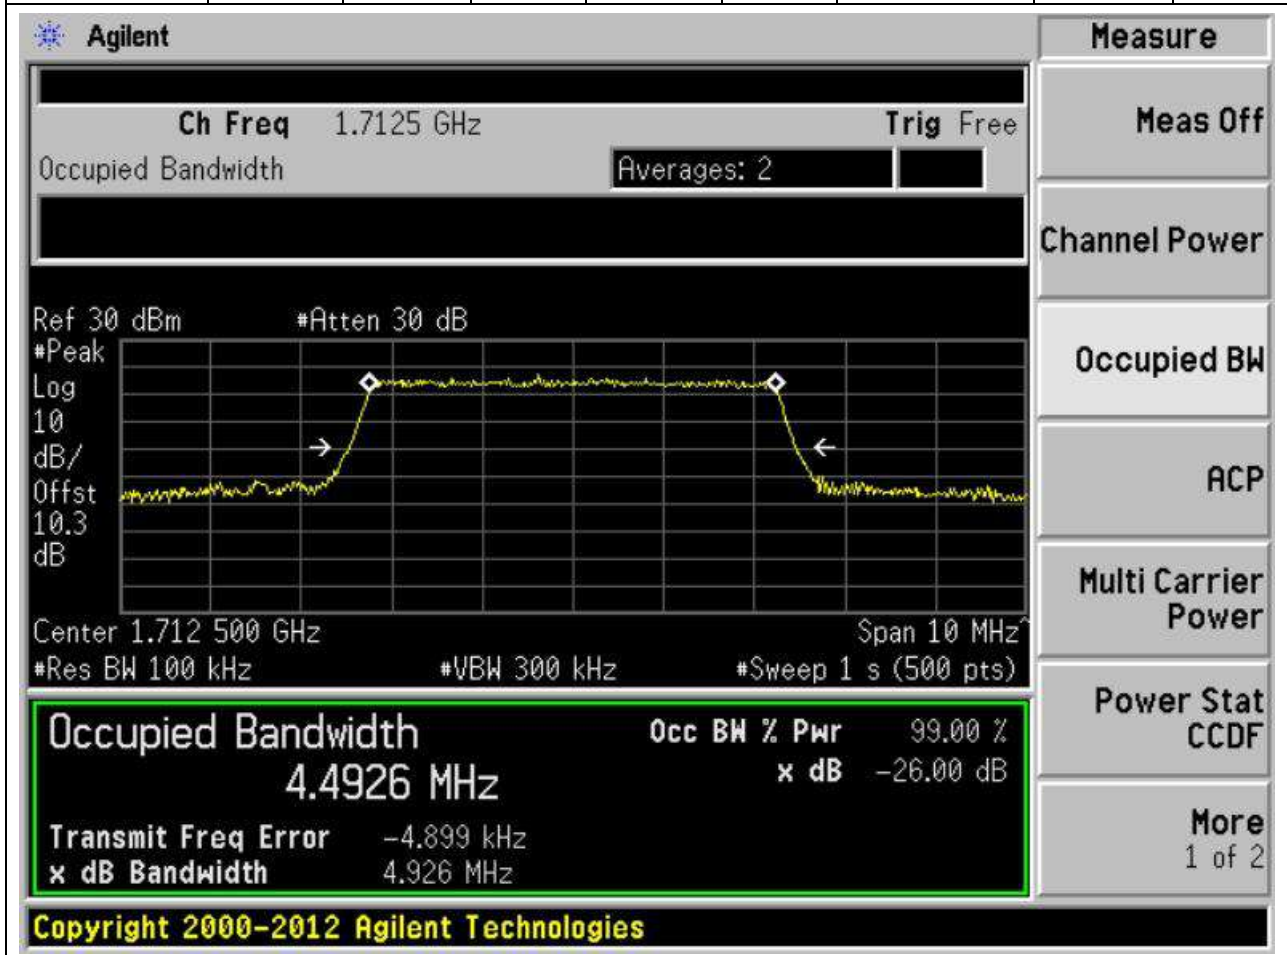 Agilent
Measure
Ch Freq 1.7125 GHz Trig Free
Occupied Bandwidth Averages: 2
Meas Off
Channel Power
Occupied BW
ACP
Multi Carrier
Power
Power Stat
CCDF
More
1 of 2
Ref 30 dBm #Atten 30 dB
#Peak
Log
10
dB/
Offst
10.3
dB
Center 1.712 500 GHz Span 10 MHz^
#Res BW 100 kHz #VBW 300 kHz #Sweep 1 s (500 pts)
Occupied Bandwidth Occ BW % Pwr 99.00 %
4.4926 MHz x dB -26.00 dB
Transmit Freq Error -4.899 kHz
x dB Bandwidth 4.926 MHz
Copyright 2000-2012 Agilent Technologies